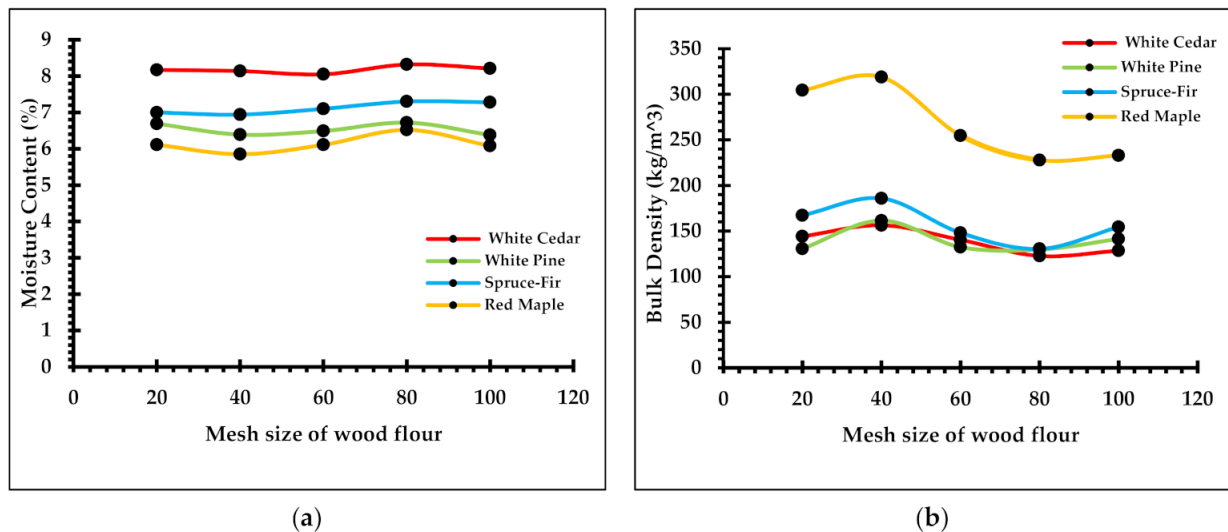 9
8
7
6
5
4
3
2
1
0
Moisture Content (%)
White Cedar
White Pine
Spruce-Fir
Red Maple
0 20 40 60 80 100 120
Mesh size of wood flour
(a)
350
300
250
200
150
100
50
0
Bulk Density (kg/m^3)
White Cedar
White Pine
Spruce-Fir
Red Maple
0 20 40 60 80 100 120
Mesh size of wood flour
(b)